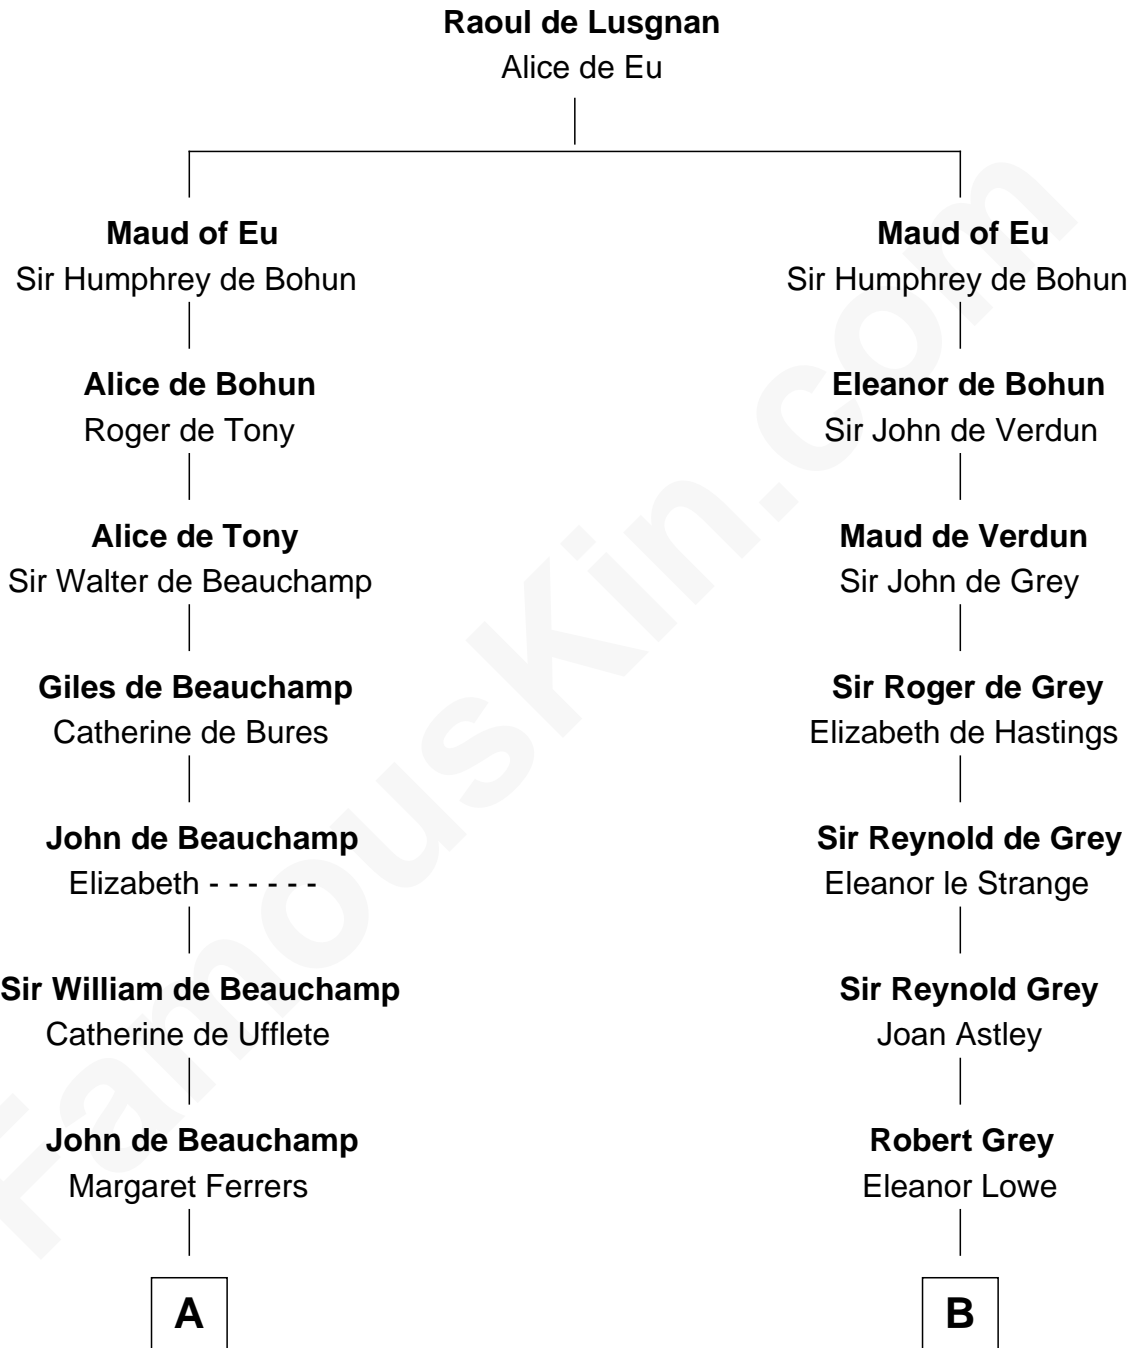 Raoul de Lusgnan
Alice de Eu
Maud of Eu
Sir Humphrey de Bohun
Maud of Eu
Sir Humphrey de Bohun
Alice de Bohun
Roger de Tony
Eleanor de Bohun
Sir John de Verdun
Alice de Tony
Sir Walter de Beauchamp
Maud de Verdun
Sir John de Grey
Giles de Beauchamp
Catherine de Bures
Sir Roger de Grey
Elizabeth de Hastings
John de Beauchamp
Elizabeth - - - - - -
Sir Reynold de Grey
Eleanor le Strange
Sir William de Beauchamp
Catherine de Ufflete
Sir Reynold Grey
Joan Astley
John de Beauchamp
Margaret Ferrers
Robert Grey
Eleanor Lowe
A
B
FamousKin.com